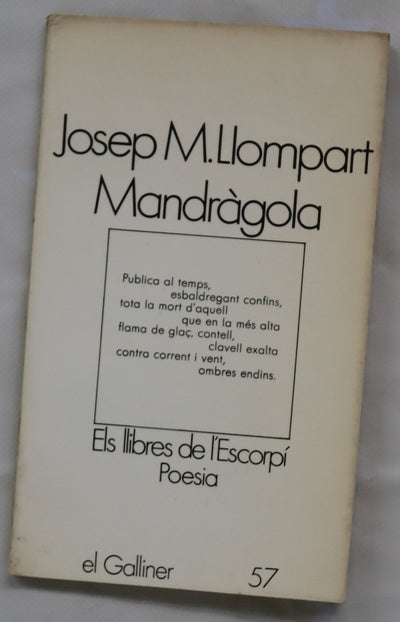 Josep M. Llompart
Mandràgola
Publica al temps,
esbaldregant confins,
tota la mort d'aquell
que en la més alta
flama de glaç, contell,
clavell exalta
contra corrent i vent,
ombres endins.
Els llibres de l'Escorpí
Poesia
el Galliner 57